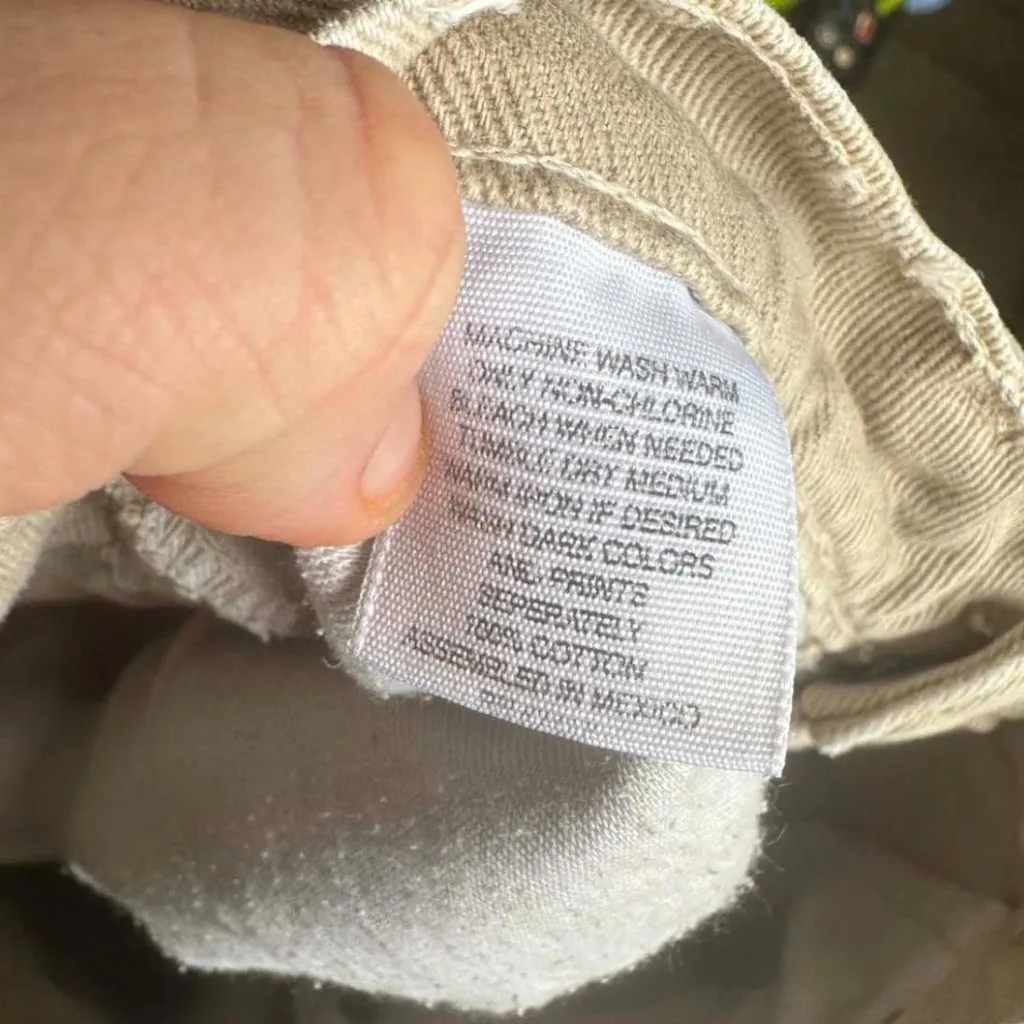 MACHINE WASH WARM
ONLY NON-CHLORINE
BLEACH WHEN NEEDED
TUMBLE DRY MEDIUM
WARM IRON IF DESIRED
WASH DARK COLORS
AND PRINTS
SEPERATELY
100% COTTON
ASSEMBLED IN MEXICO